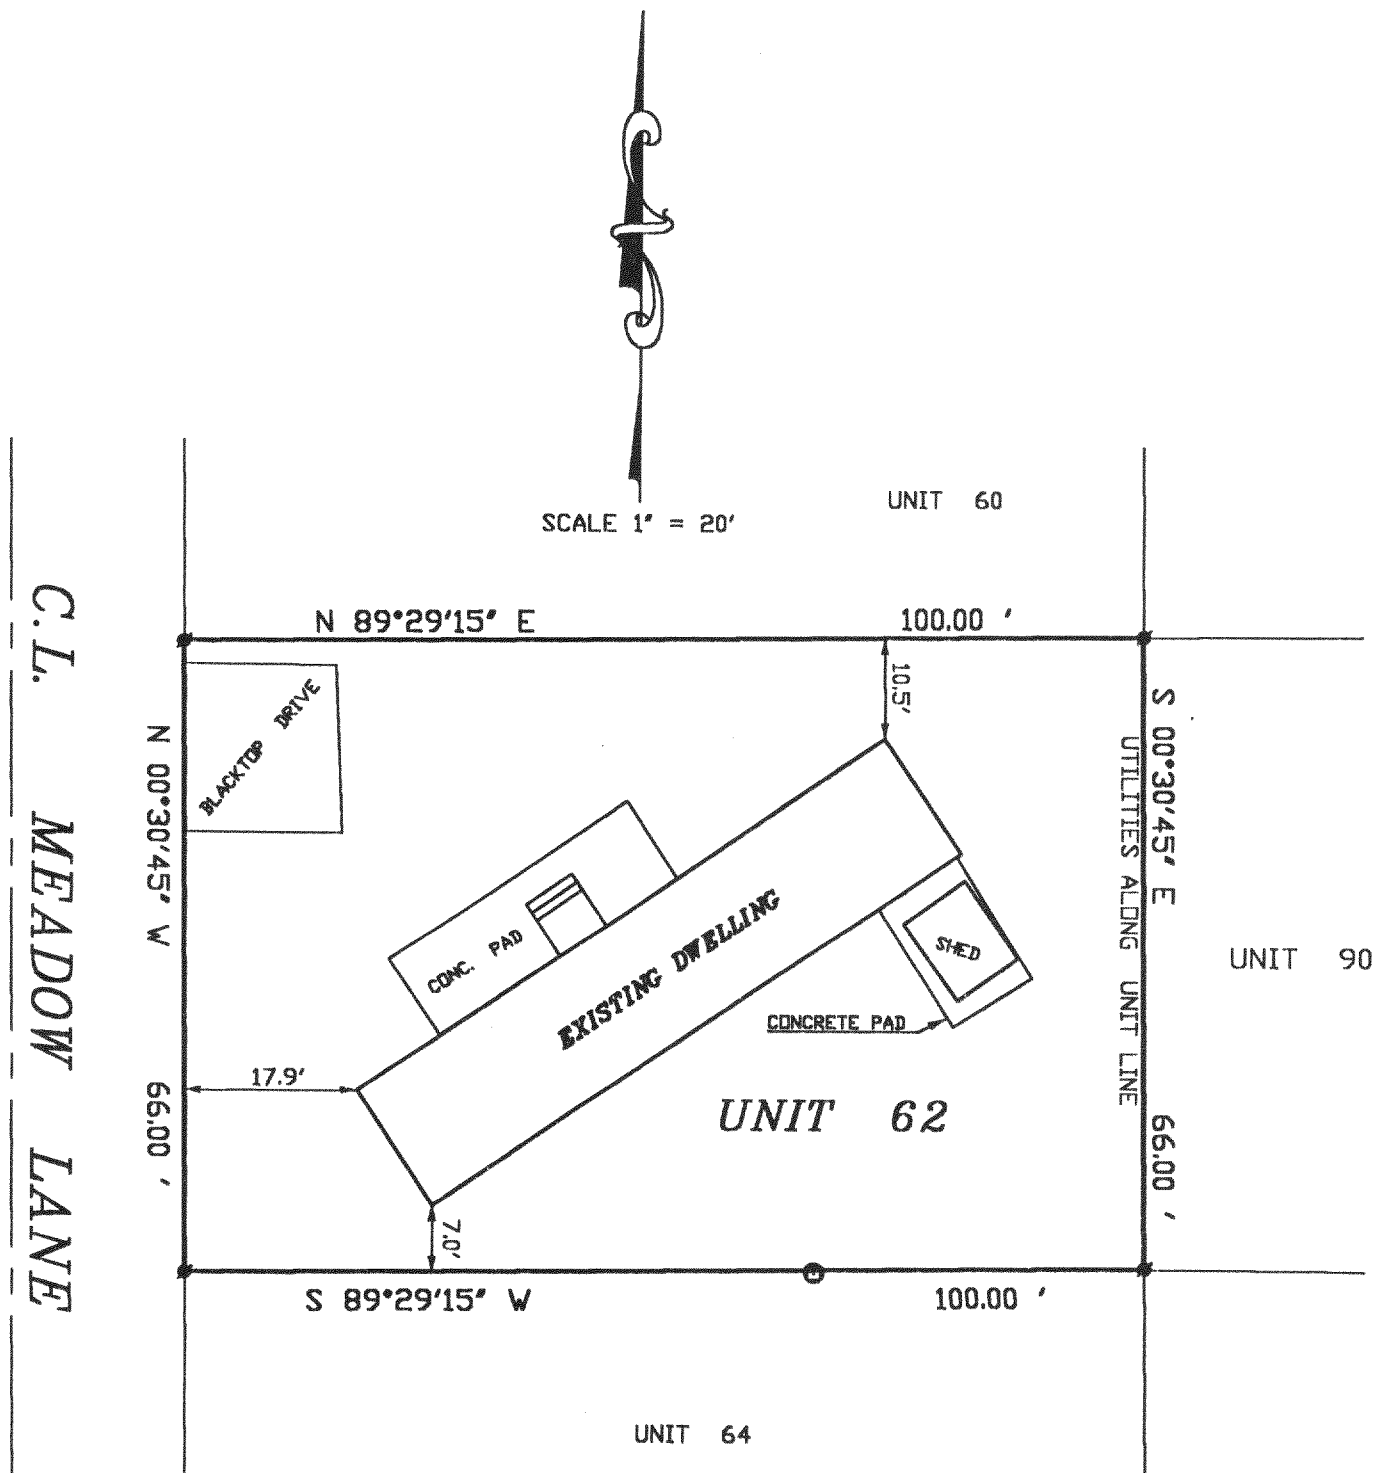 UNIT 60
SCALE 1" = 20'
N 89°29'15" E
100.00 '
10.5'
BLACKTOP DRIVE
C.L. MEADOW LANE
N 00°30'45" W
66.00 '
S 00°30'45" E
66.00 '
UTILITIES ALONG UNIT LINE
CONC. PAD
EXISTING DWELLING
SHED
UNIT 90
CONCRETE PAD
17.9'
UNIT 62
7.0'
S 89°29'15" W
100.00 '
UNIT 64